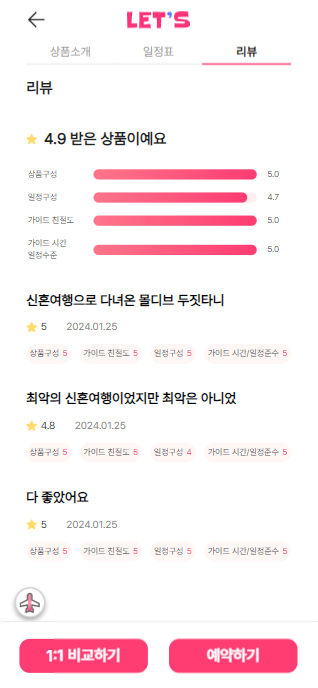 LET'S
상품소개 일정표 리뷰
리뷰
4.9 받은 상품이예요
상품구성 5.0
일정구성 4.7
가이드 친절도 5.0
가이드 시간
일정수준 5.0
신혼여행으로 다녀온 몰디브 두짓타니
5 2024.01.25
상품구성 5 가이드 친절도 5 일정구성 5 가이드 시간/일정준수 5
최악의 신혼여행이었지만 최악은 아니었
4.8 2024.01.25
상품구성 5 가이드 친절도 5 일정구성 4 가이드 시간/일정준수 5
다 좋았어요
5 2024.01.25
상품구성 5 가이드 친절도 5 일정구성 5 가이드 시간/일정준수 5
1:1 비교하기 예약하기